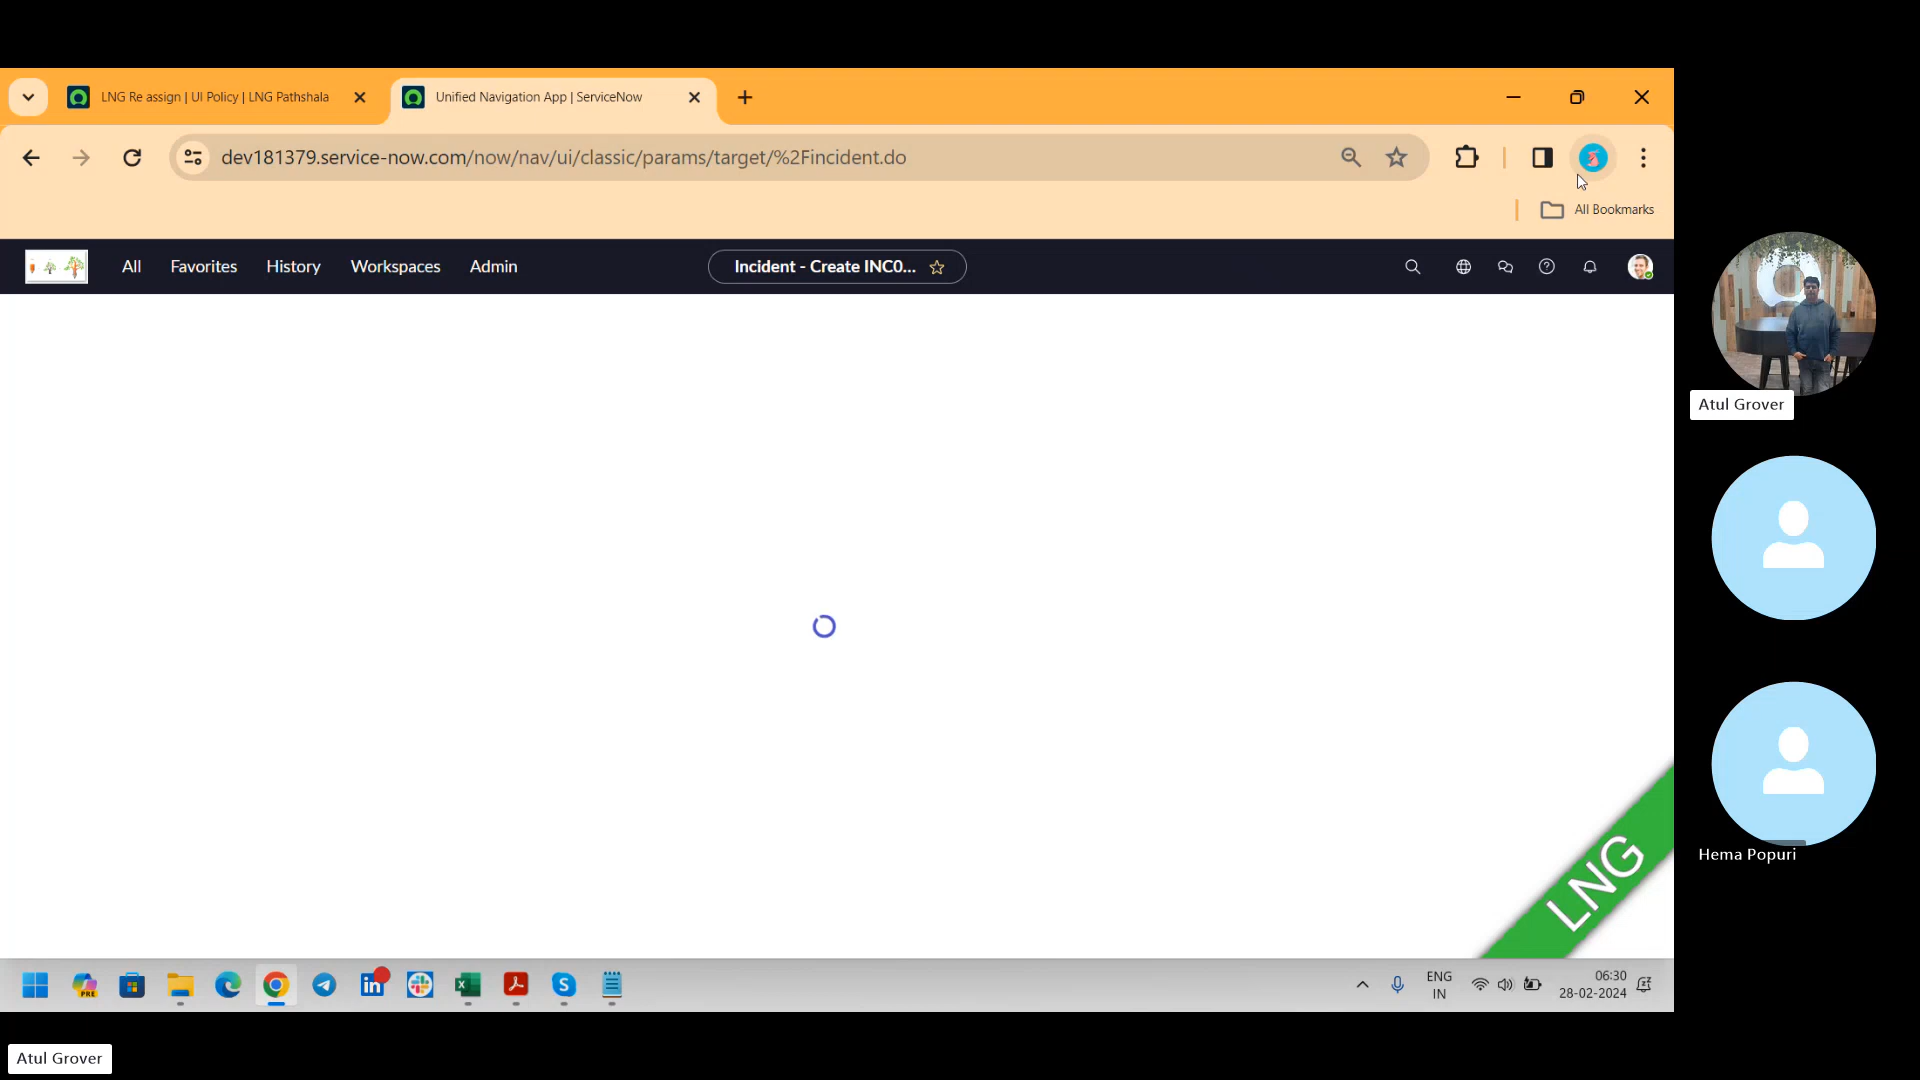 LNG Re assign | UI Policy | LNG Pathshala
Unified Navigation App | ServiceNow
dev181379.service-now.com/now/nav/ui/classic/params/target/%2Fincident.do
All Bookmarks
All
Favorites
History
Workspaces
Admin
Incident - Create INC0...
Atul Grover
Hema Popuri
LNG
PRE
ENG
IN
06:30
28-02-2024
Atul Grover